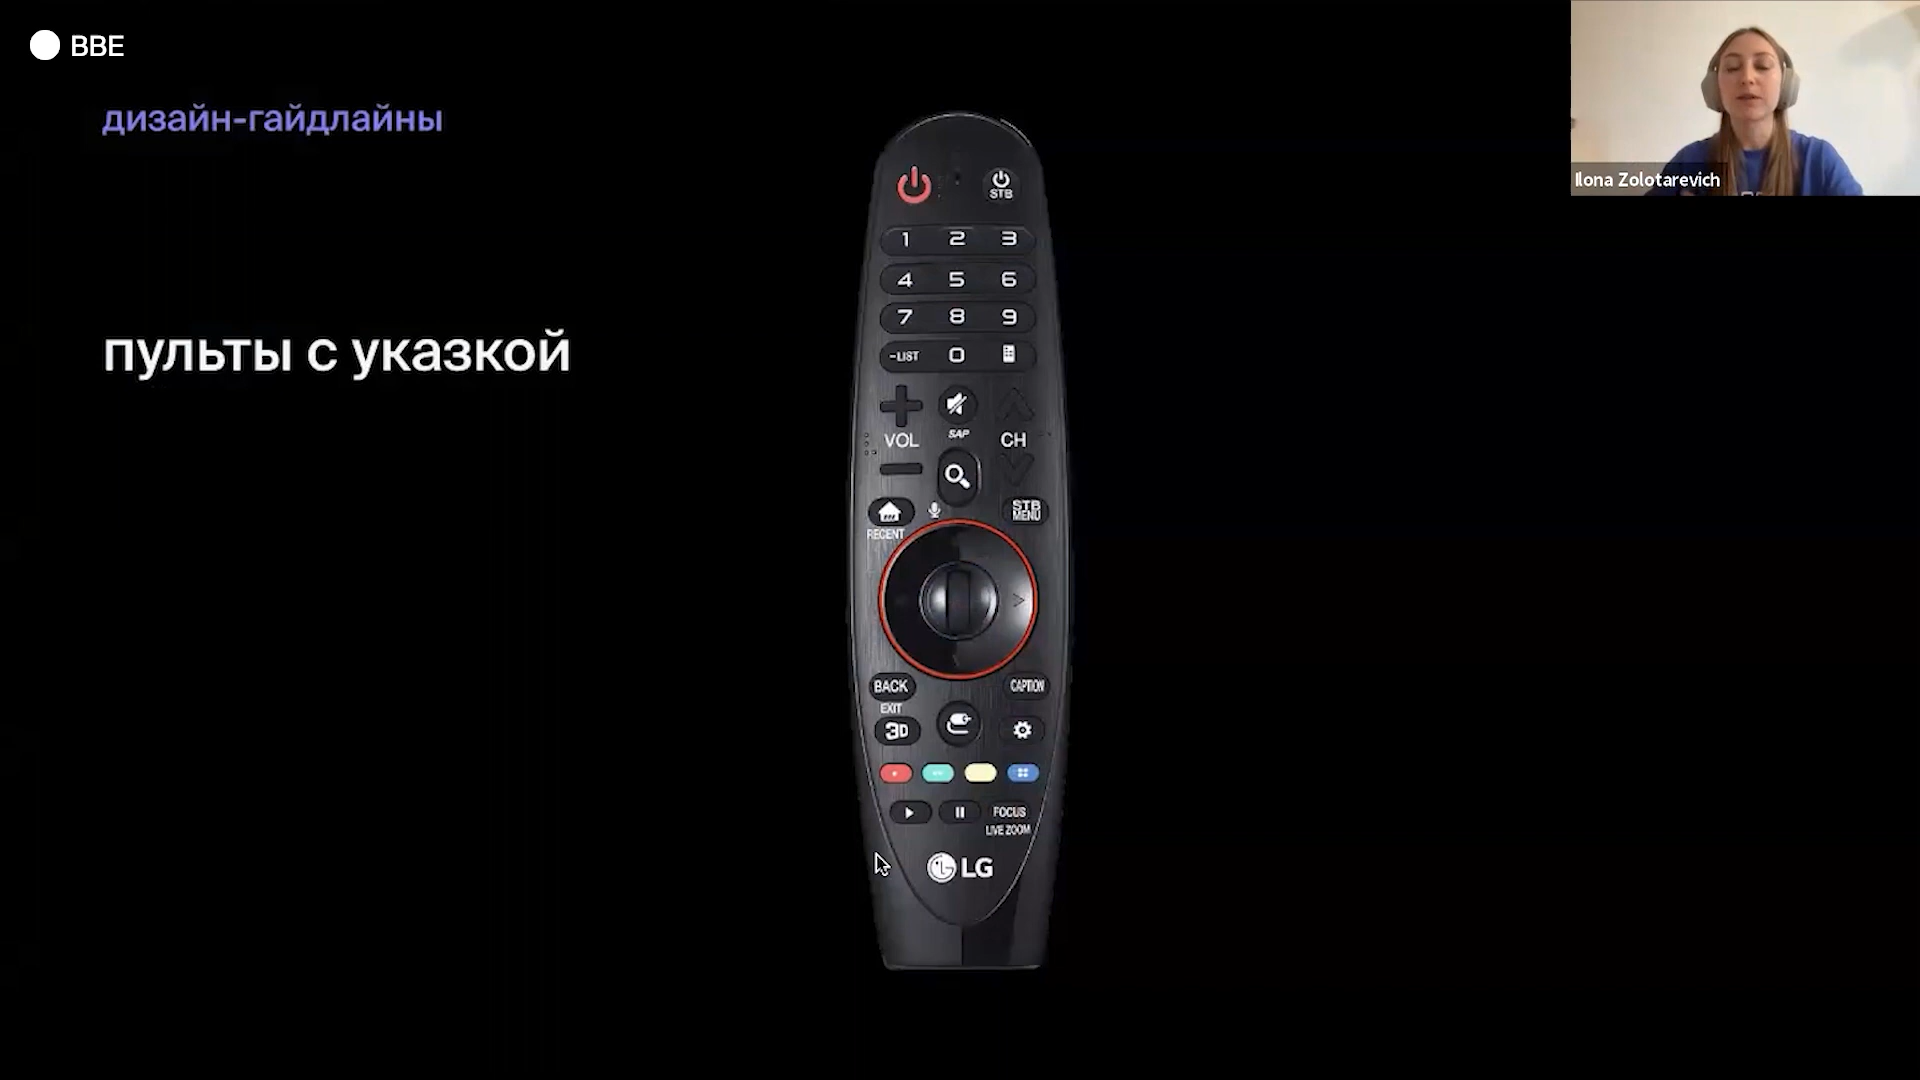 BBE
дизайн-гайдлайны
пульты с указкой
Ilona Zolotarevich
STB
1 2 3
4 5 6
7 8 9
-LIST 0
VOL SAP CH
STB
MENU
RECENT
BACK CAPTION
EXIT
3D
FOCUS
LIVE ZOOM
LG